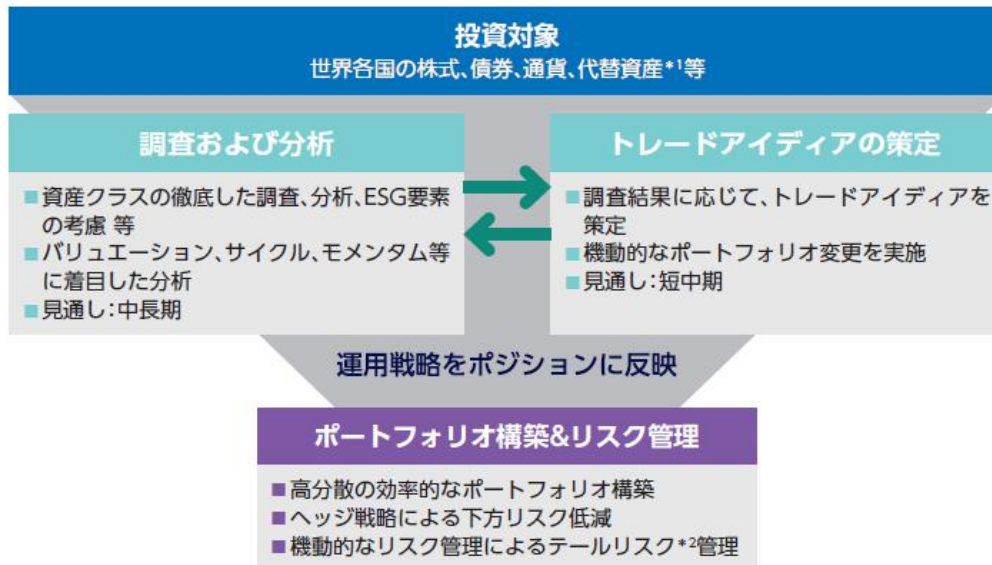 投資対象
世界各国の株式、債券、通貨、代替資産*1等
調査および分析
■資産クラスの徹底した調査、分析、ESG要素
の考慮 等
■バリュエーション、サイクル、モメンタム等
に着目した分析
■見通し：中長期
トレードアイディアの策定
■調査結果に応じて、トレードアイディアを
策定
■機動的なポートフォリオ変更を実施
■見通し：短中期
運用戦略をポジションに反映
ポートフォリオ構築&リスク管理
■高分散の効率的なポートフォリオ構築
■ヘッジ戦略による下方リスク低減
■機動的なリスク管理によるテールリスク*2管理